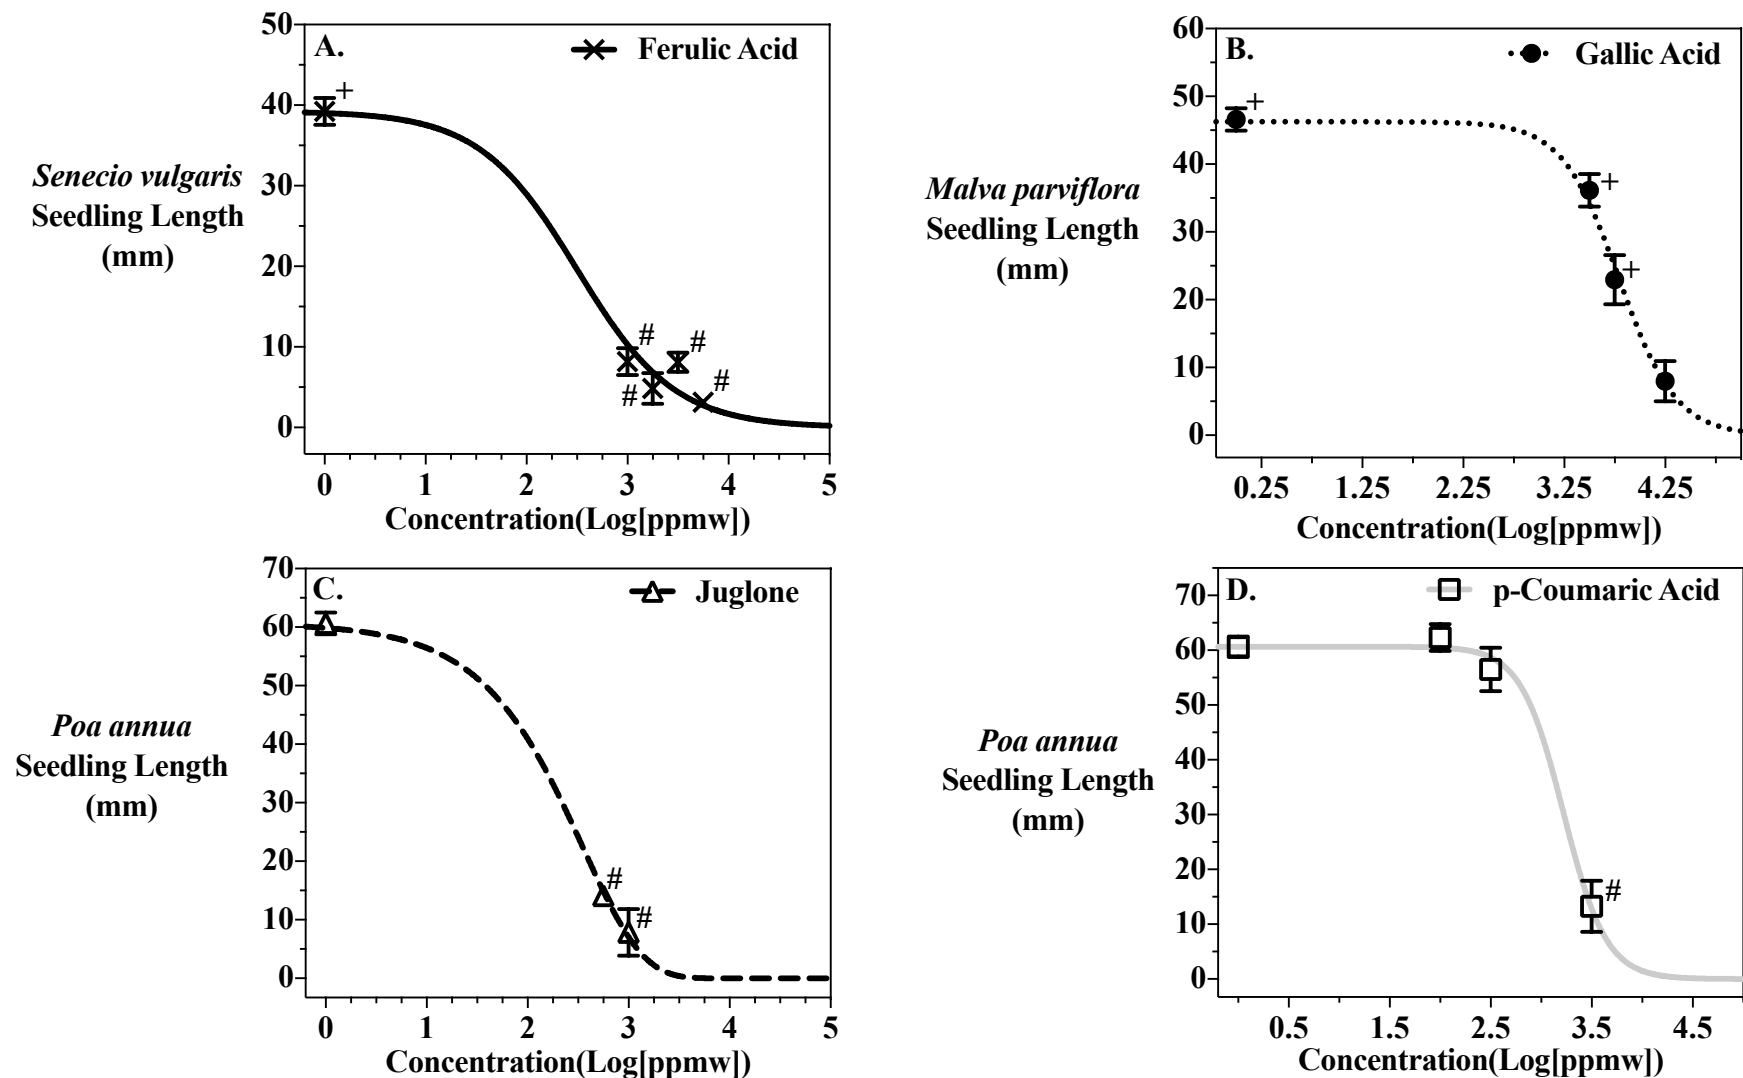 A.
Ferulic Acid
50
40
30
20
10
0
+
#
#
#
#
Senecio vulgaris
Seedling Length
(mm)
0 1 2 3 4 5
Concentration(Log[ppmw])
B.
Gallic Acid
60
50
40
30
20
10
0
+
+
+
Malva parviflora
Seedling Length
(mm)
0.25 1.25 2.25 3.25 4.25
Concentration(Log[ppmw])
C.
Juglone
70
60
50
40
30
20
10
0
#
#
Poa annua
Seedling Length
(mm)
0 1 2 3 4 5
Concentration(Log[ppmw])
D.
p-Coumaric Acid
70
60
50
40
30
20
10
0
#
Poa annua
Seedling Length
(mm)
0.5 1.5 2.5 3.5 4.5
Concentration(Log[ppmw])